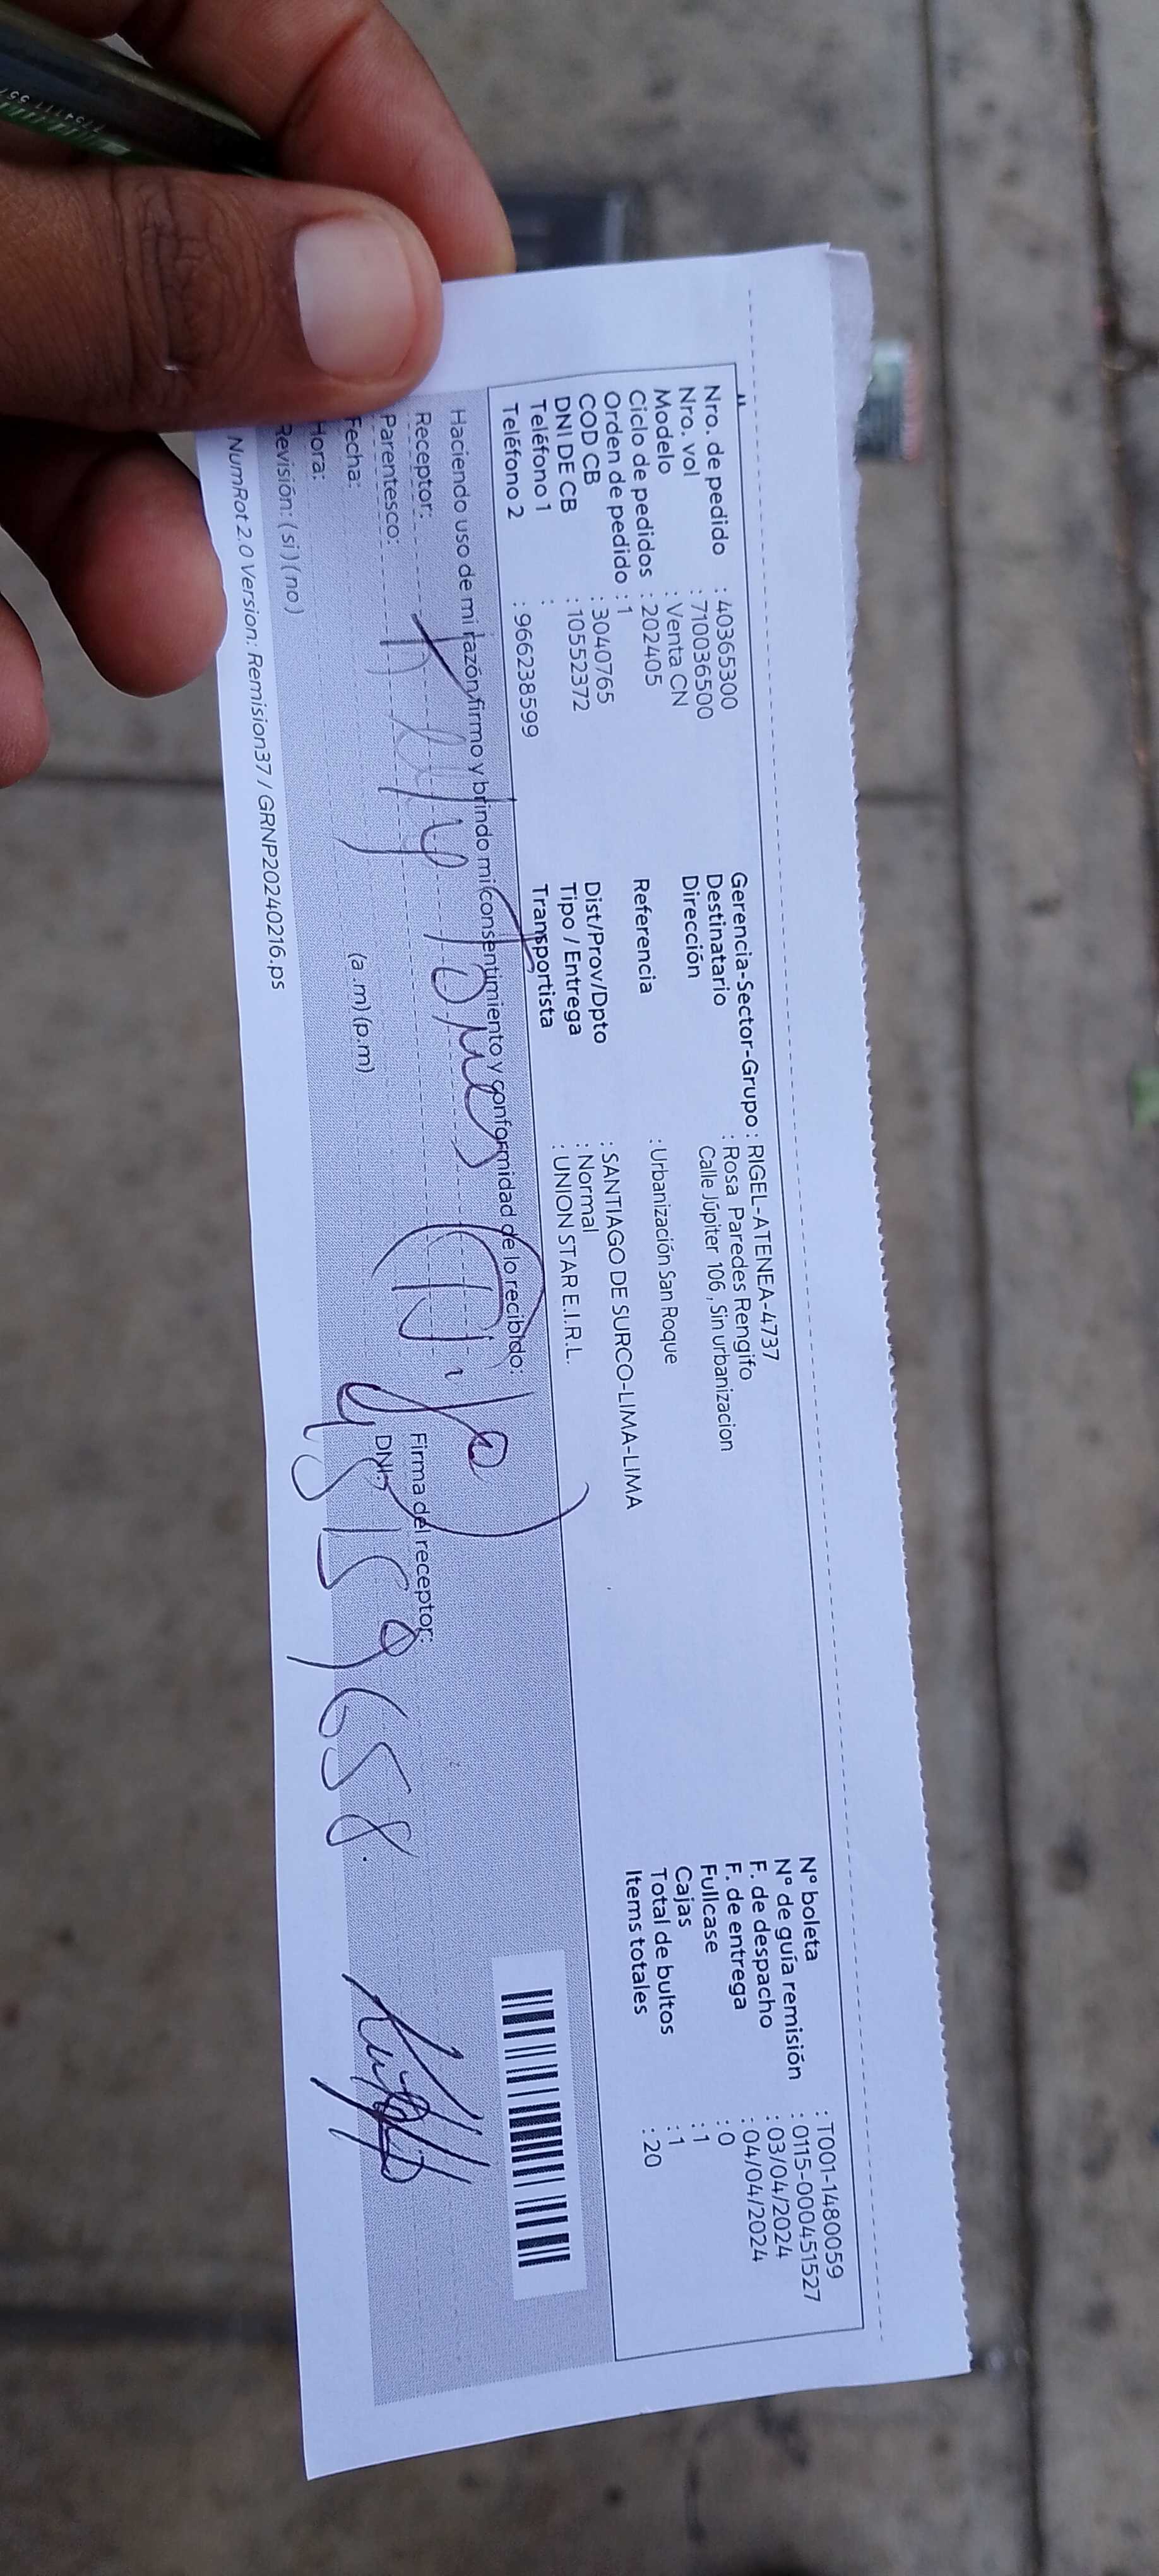 Nro. de pedido : 40365300
Nro. vol : 710036500
Modelo : Venta CN
Ciclo de pedidos : 202405
Orden de pedido : 1
COD CB : 3040765
DNI DE CB : 10552372
Teléfono 1 :
Teléfono 2 : 966238599
Gerencia-Sector-Grupo : RIGEL-ATENEA-4737
Destinatario : Rosa Paredes Rengifo
Dirección Calle Júpiter 106 , Sin urbanizacion
Referencia : Urbanización San Roque
Dist/Prov/Dpto : SANTIAGO DE SURCO-LIMA-LIMA
Tipo / Entrega : Normal
Transportista : UNION STAR E.I.R.L.
N° boleta : T001-1480059
N° de guía remisión : 0115-000451527
F. de despacho : 03/04/2024
F. de entrega : 04/04/2024
Fullcase : 0
Cajas : 1
Total de bultos : 1
Items totales : 20
Haciendo uso de mi razón, firmo y brindo mi consentimiento y conformidad de lo recibido:
Receptor:
Parentesco:
Fecha:
Hora: (a .m) (p.m)
Revisión: (si) (no)
Firma del receptor:
DNI:
NumRot2.0 Version: Remision37 / GRNP20240216.ps